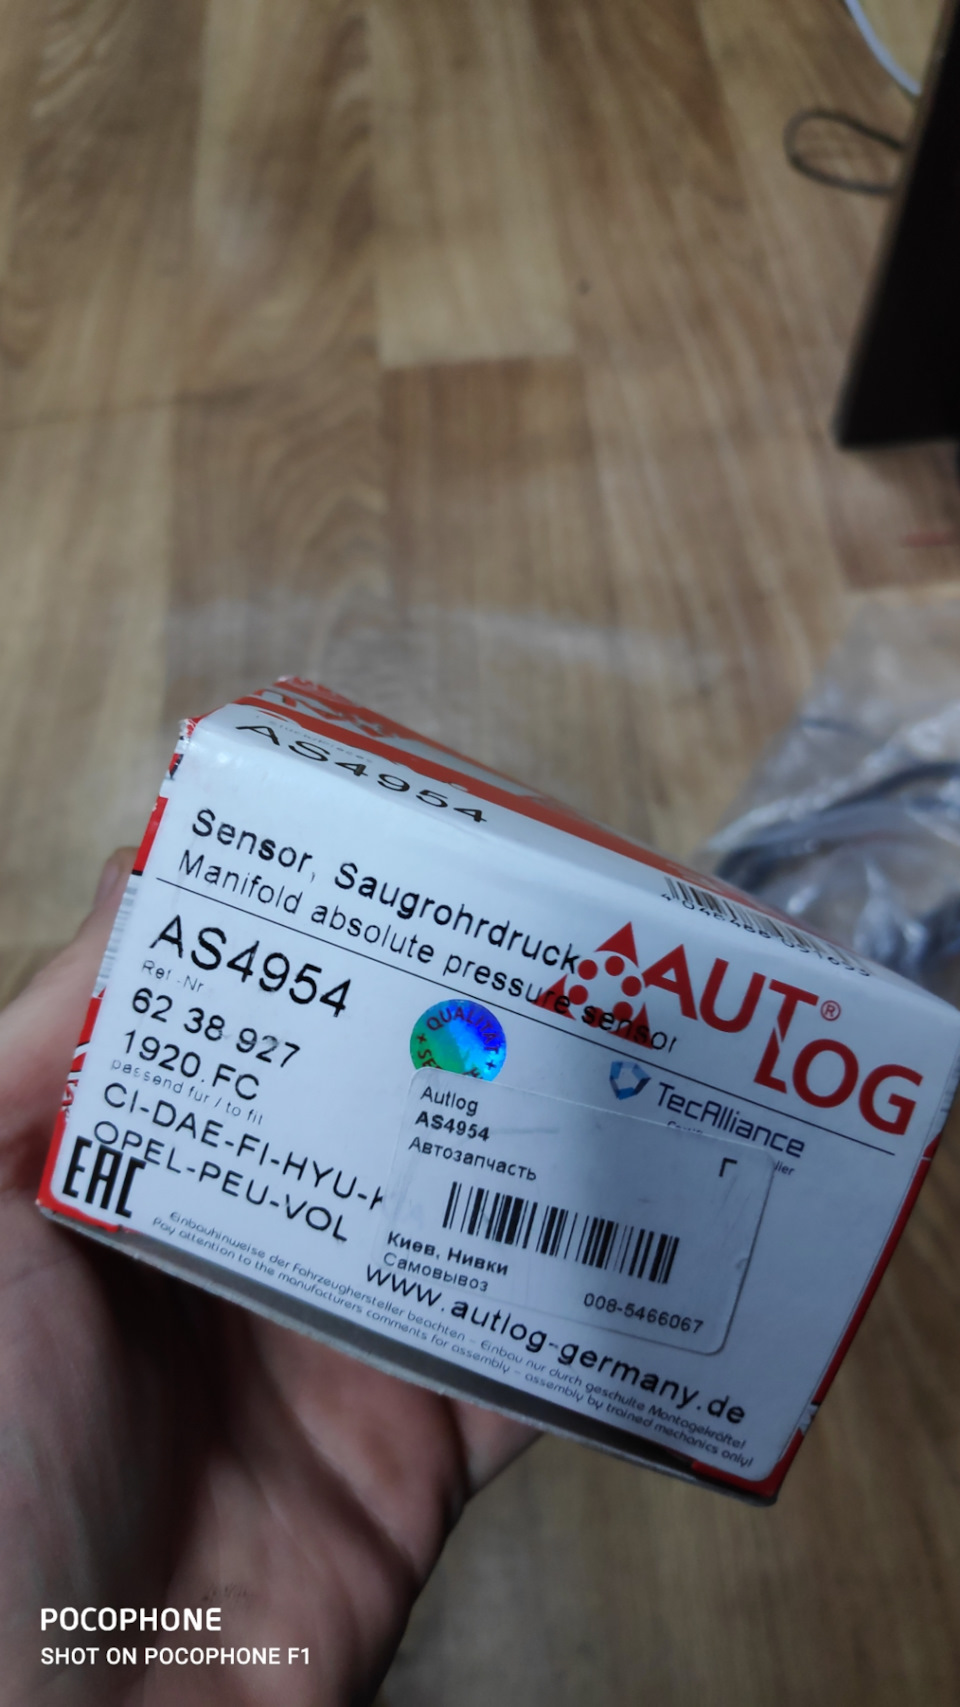 AS4954
Sensor, Saugrohrdruck
Manifold absolute pressure sensor
AUTLOG®
AS4954
Ref.-Nr
62 38 927
1920.FC
passend für / to fit
CI-DAE-FI-HYU-
OPEL-PEU-VOL
EAC
QUALITÄT
TecAlliance
Autlog
AS4954
Автозапчасть
Г
Киев, Нивки
Самовывоз
008-5466067
www.autlog-germany.de
Einbauhinweise der Fahrzeughersteller beachten - Einbau nur durch geschulte Montagekräfte!
Pay attention to the manufacturers comments for assembly - assembly by trained mechanics only!
POCOPHONE
SHOT ON POCOPHONE F1